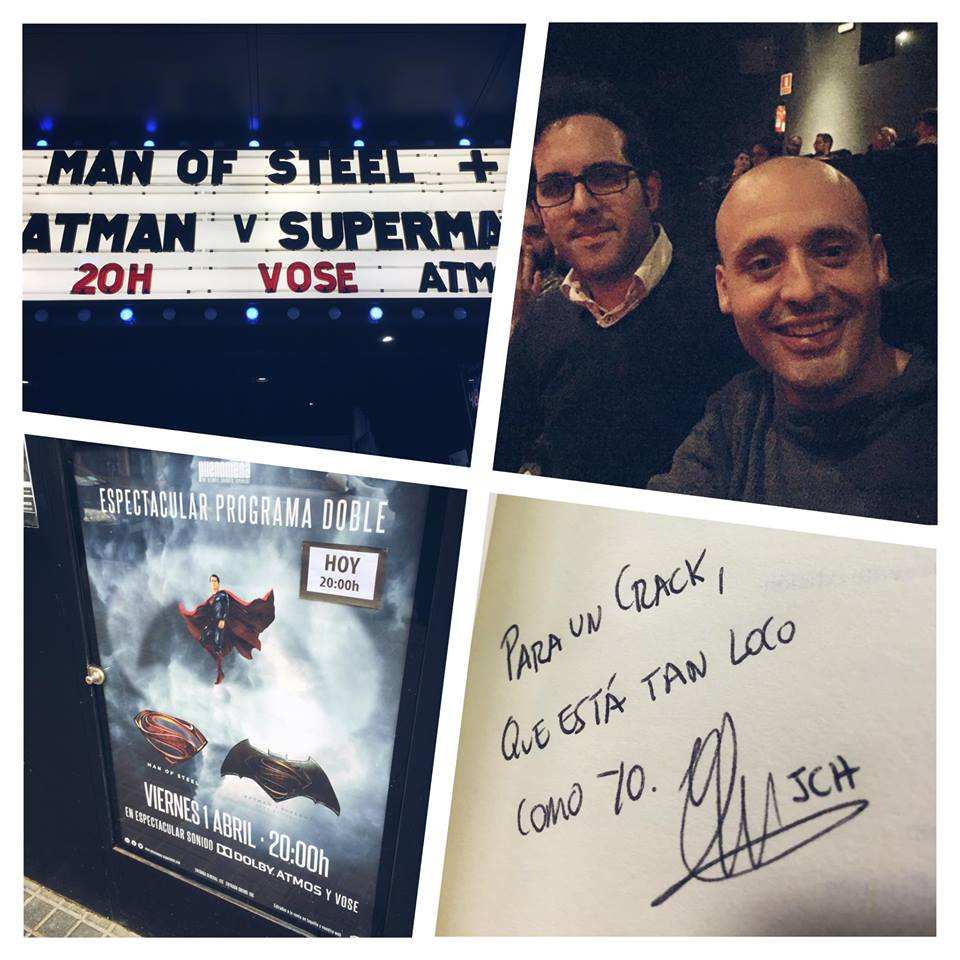 MAN OF STEEL +
ATMAN V SUPERMA
20H VOSE ATM
phenomena
ESPECTACULAR PROGRAMA DOBLE
HOY
20:00h
MAN OF STEEL
VIERNES 1 ABRIL · 20:00h
EN ESPECTACULAR SONIDO DOLBY ATMOS Y VOSE
PARA UN CRACK,
QUE ESTÁ TAN LOCO
COMO YO.
JCH